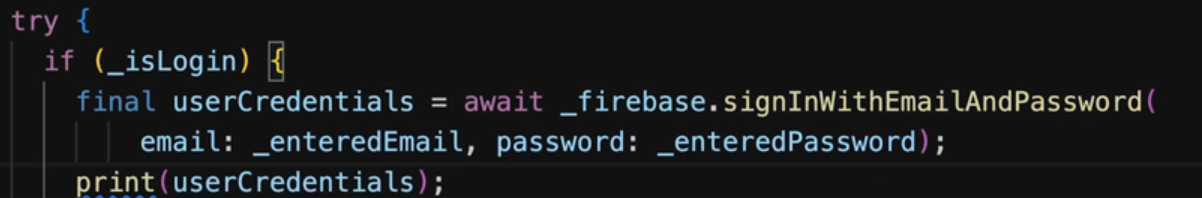 try {
if (_isLogin) {
final userCredentials = await _firebase.signInWithEmailAndPassword(
email: _enteredEmail, password: _enteredPassword);
print(userCredentials);